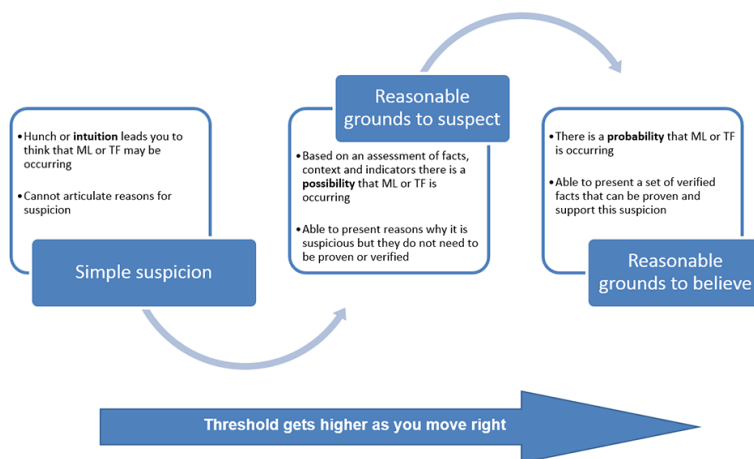 •Hunch or intuition leads you to
think that ML or TF may be
occurring
•Cannot articulate reasons for
suspicion
Simple suspicion
Reasonable
grounds to suspect
•Based on an assessment of facts,
context and indicators there is a
possibility that ML or TF is
occurring
•Able to present reasons why it is
suspicious but they do not need to
be proven or verified
•There is a probability that ML or TF
is occurring
•Able to present a set of verified
facts that can be proven and
support this suspicion
Reasonable
grounds to believe
Threshold gets higher as you move right